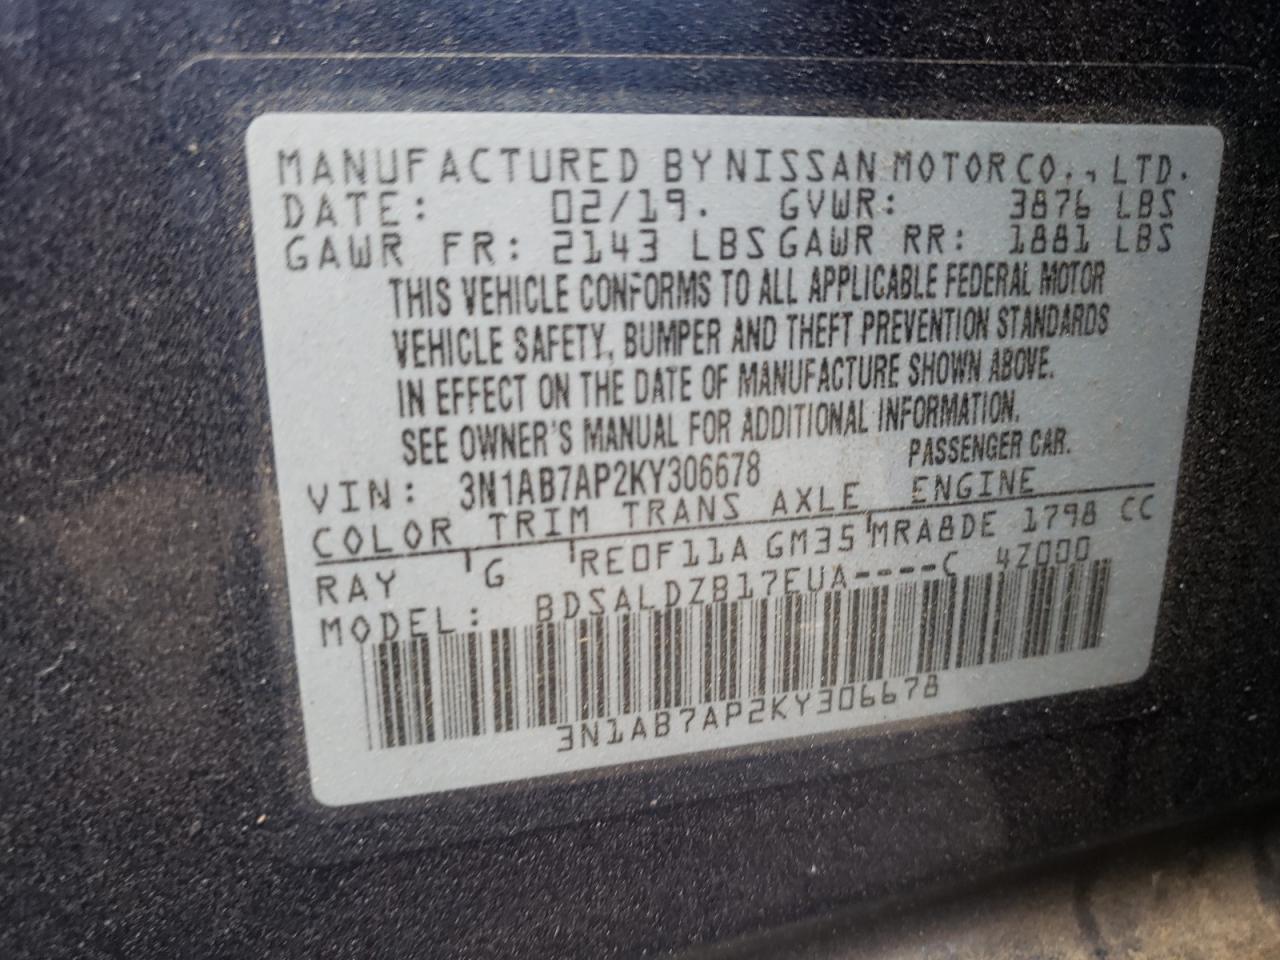 MANUFACTURED BY NISSAN MOTOR CO., LTD.
DATE: 02/19. GVWR: 3876 LBS
GAWR FR: 2143 LBS GAWR RR: 1881 LBS
THIS VEHICLE CONFORMS TO ALL APPLICABLE FEDERAL MOTOR
VEHICLE SAFETY, BUMPER AND THEFT PREVENTION STANDARDS
IN EFFECT ON THE DATE OF MANUFACTURE SHOWN ABOVE.
SEE OWNER'S MANUAL FOR ADDITIONAL INFORMATION.
VIN: 3N1AB7AP2KY306678 PASSENGER CAR.
COLOR TRIM TRANS AXLE ENGINE
RAY G RE0F11A GM35 MRA8DE 1798 CC
MODEL: BDSALDZB17EUA----C 4Z000
3N1AB7AP2KY306678